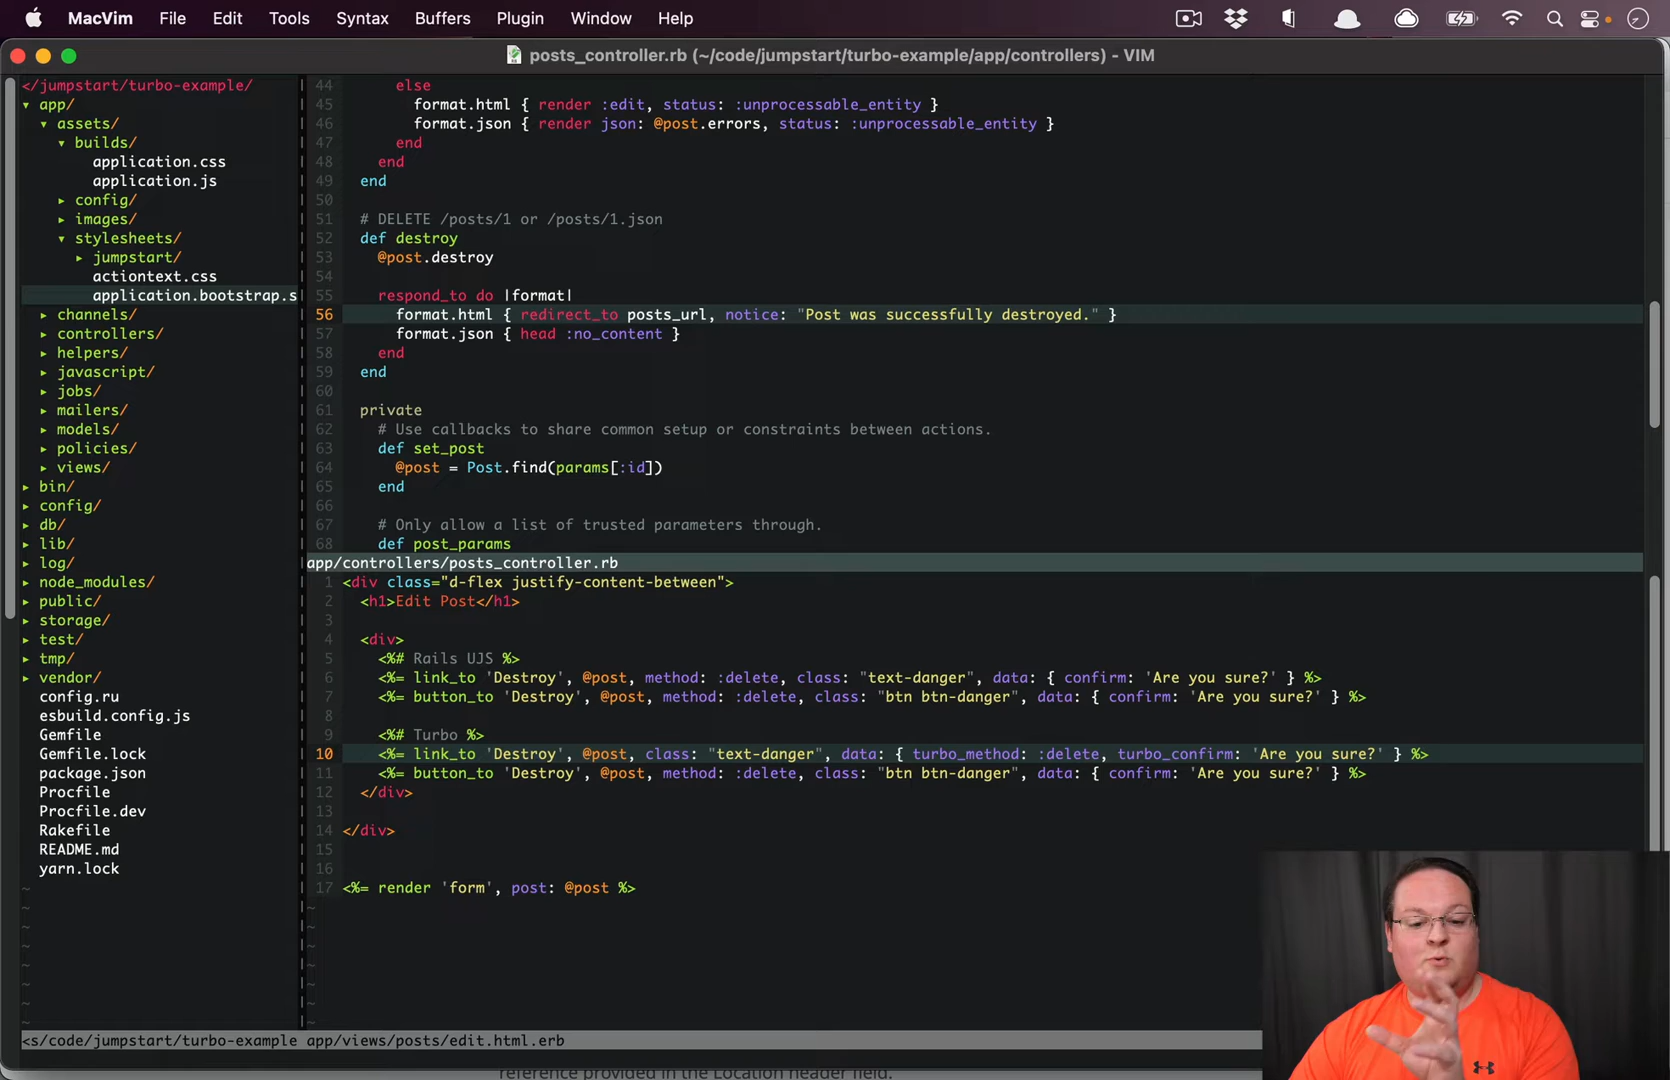 MacVim File Edit Tools Syntax Buffers Plugin Window Help
posts_controller.rb (~/code/jumpstart/turbo-example/app/controllers) - VIM
</jumpstart/turbo-example/
▾ app/
▾ assets/
▾ builds/
application.css
application.js
▸ config/
▸ images/
▾ stylesheets/
▸ jumpstart/
actiontext.css
application.bootstrap.s
▸ channels/
▸ controllers/
▸ helpers/
▸ javascript/
▸ jobs/
▸ mailers/
▸ models/
▸ policies/
▸ views/
▸ bin/
▸ config/
▸ db/
▸ lib/
▸ log/
▸ node_modules/
▸ public/
▸ storage/
▸ test/
▸ tmp/
▸ vendor/
config.ru
esbuild.config.js
Gemfile
Gemfile.lock
package.json
Procfile
Procfile.dev
Rakefile
README.md
yarn.lock
44 else
45 format.html { render :edit, status: :unprocessable_entity }
46 format.json { render json: @post.errors, status: :unprocessable_entity }
47 end
48 end
49 end
50
51 # DELETE /posts/1 or /posts/1.json
52 def destroy
53 @post.destroy
54
55 respond_to do |format|
56 format.html { redirect_to posts_url, notice: "Post was successfully destroyed." }
57 format.json { head :no_content }
58 end
59 end
60
61 private
62 # Use callbacks to share common setup or constraints between actions.
63 def set_post
64 @post = Post.find(params[:id])
65 end
66
67 # Only allow a list of trusted parameters through.
68 def post_params
app/controllers/posts_controller.rb
1 <div class="d-flex justify-content-between">
2 <h1>Edit Post</h1>
3
4 <div>
5 <%# Rails UJS %>
6 <%= link_to 'Destroy', @post, method: :delete, class: "text-danger", data: { confirm: 'Are you sure?' } %>
7 <%= button_to 'Destroy', @post, method: :delete, class: "btn btn-danger", data: { confirm: 'Are you sure?' } %>
8
9 <%# Turbo %>
10 <%= link_to 'Destroy', @post, class: "text-danger", data: { turbo_method: :delete, turbo_confirm: 'Are you sure?' } %>
11 <%= button_to 'Destroy', @post, method: :delete, class: "btn btn-danger", data: { confirm: 'Are you sure?' } %>
12 </div>
13
14 </div>
15
16
17 <%= render 'form', post: @post %>
<s/code/jumpstart/turbo-example app/views/posts/edit.html.erb
reference provided in the Location header field.